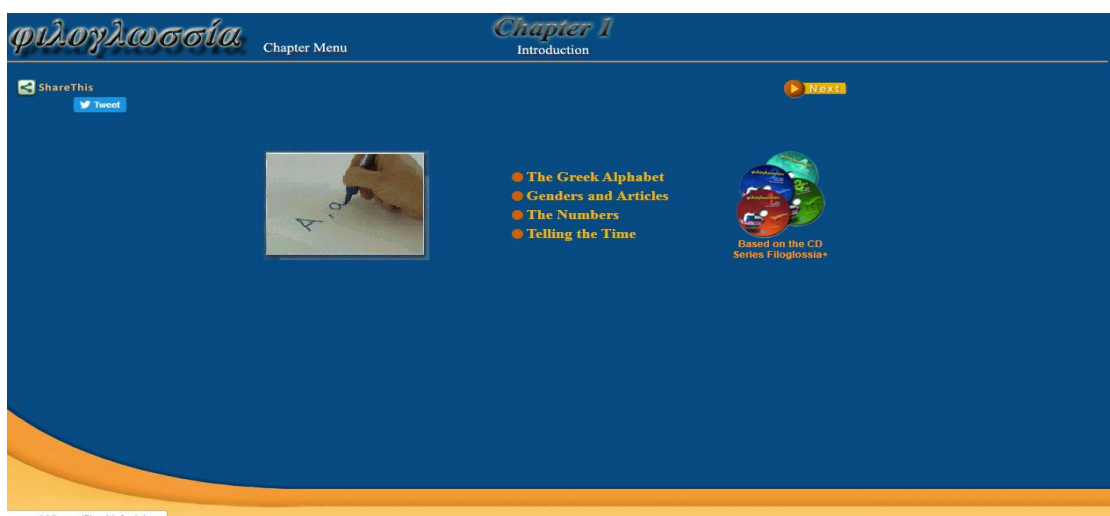 φιλογλωσσία
Chapter Menu
Chapter 1
Introduction
ShareThis
Tweet
Next
A, α
The Greek Alphabet
Genders and Articles
The Numbers
Telling the Time
Based on the CD
Series Filoglossia+